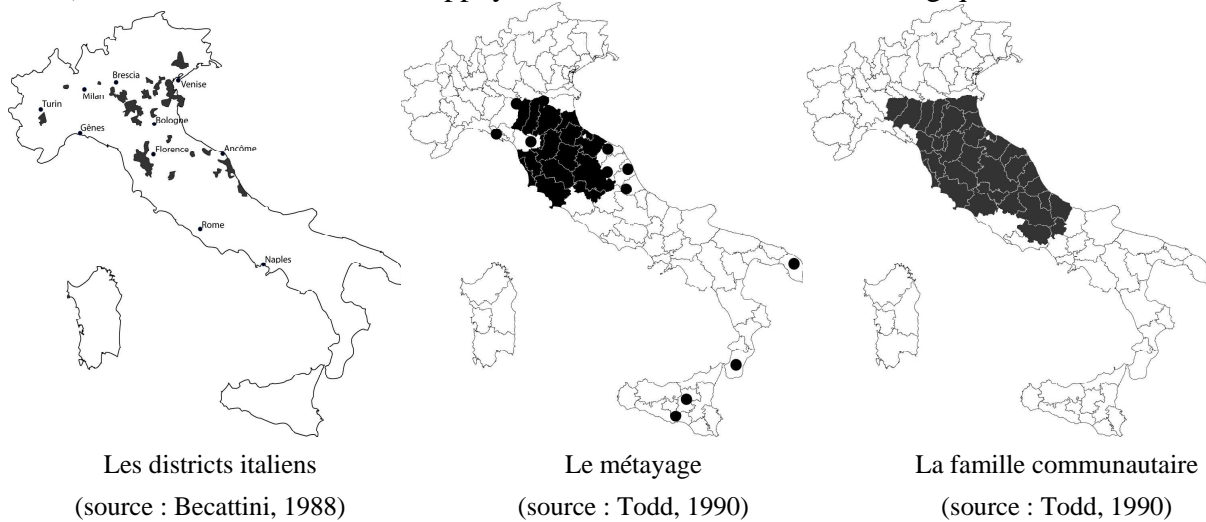 Brescia
Venise
Milan
Turin
Bologne
Gênes
Florence
Ancôme
Rome
Naples
Les districts italiens
(source : Becattini, 1988)
Le métayage
(source : Todd, 1990)
La famille communautaire
(source : Todd, 1990)